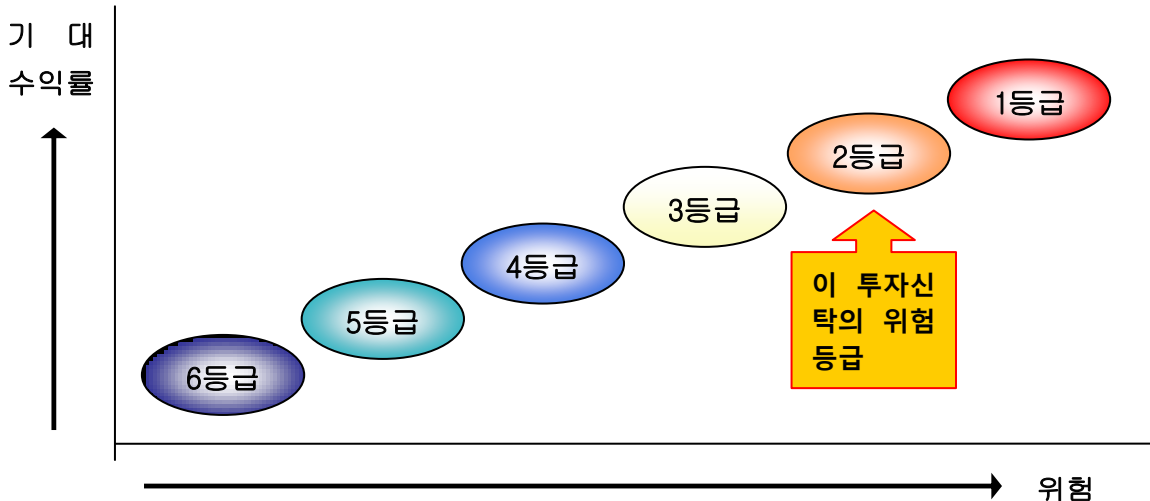 기 대
수익률
1등급
2등급
3등급
4등급
5등급
6등급
이 투자신
탁의 위험
등급
위험